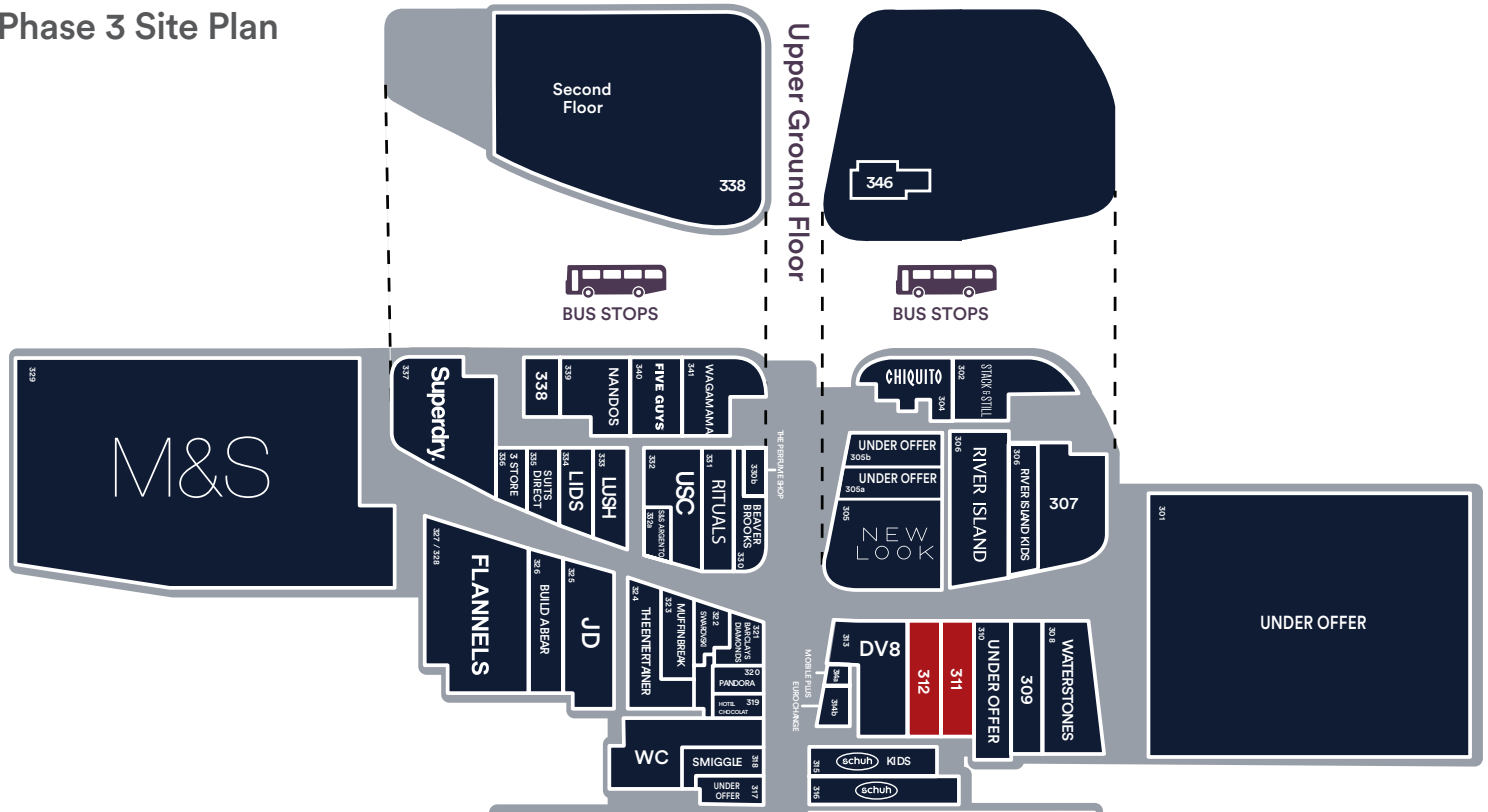 Phase 3 Site Plan
Second
Floor
338
Upper Ground Floor
346
BUS STOPS
BUS STOPS
329
M&S
337
Superdry.
338
339
NANDOS
340
FIVE GUYS
341
WAGAMAMA
CHIQUITO
304
302
STACK & STILL
336
3 STORE
335
SUITS
DIRECT
334
LIDS
333
LUSH
332
USC
332a
S&S ARGENTO
331
RITUALS
330b
BEAVER
BROOKS
330
THE PERFUME SHOP
UNDER OFFER
305b
UNDER OFFER
305a
305
NEW
LOOK
306
RIVER ISLAND
306
RIVER ISLAND KIDS
307
301
UNDER OFFER
327 / 328
FLANNELS
326
BUILD A BEAR
325
JD
324
THE ENTERTAINER
323
MUFFIN BREAK
322
SWAROVSKI
321
BARCLAYS
DIAMONDS
320
PANDORA
319
HOTEL
CHOCOLAT
WC
SMIGGLE
318
UNDER
OFFER
317
313
DV8
314a
314b
MOBILE PLUS
EUROCHANGE
312
311
310
UNDER OFFER
309
308
WATERSTONES
315
schuh KIDS
316
schuh